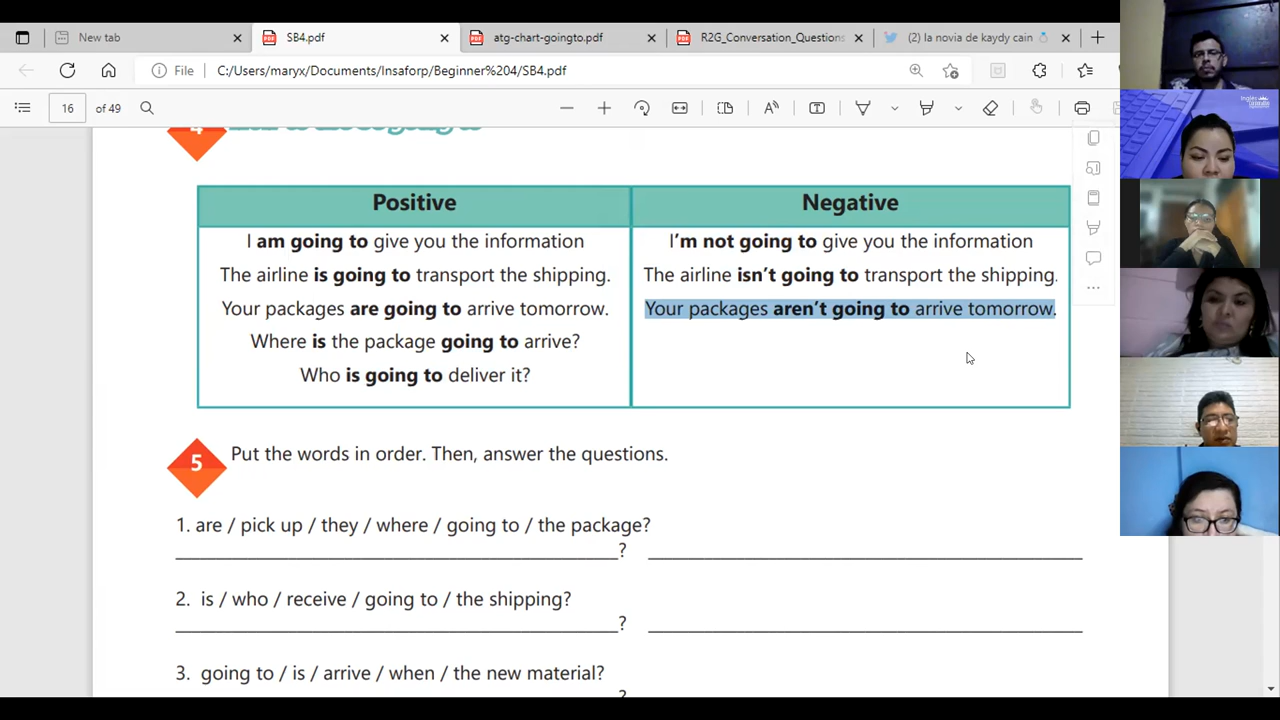 New tab
SB4.pdf
atg-chart-goingto.pdf
R2G_Conversation_Questions
(2) la novia de kaydy cain
File
C:/Users/maryx/Documents/Insaforp/Beginner%204/SB4.pdf
16 of 49
Positive
Negative
I am going to give you the information
I'm not going to give you the information
The airline is going to transport the shipping.
The airline isn't going to transport the shipping.
Your packages are going to arrive tomorrow.
Your packages aren't going to arrive tomorrow.
Where is the package going to arrive?
Who is going to deliver it?
5 Put the words in order. Then, answer the questions.
1. are / pick up / they / where / going to / the package?
____?
2. is / who / receive / going to / the shipping?
____?
3. going to / is / arrive / when / the new material?